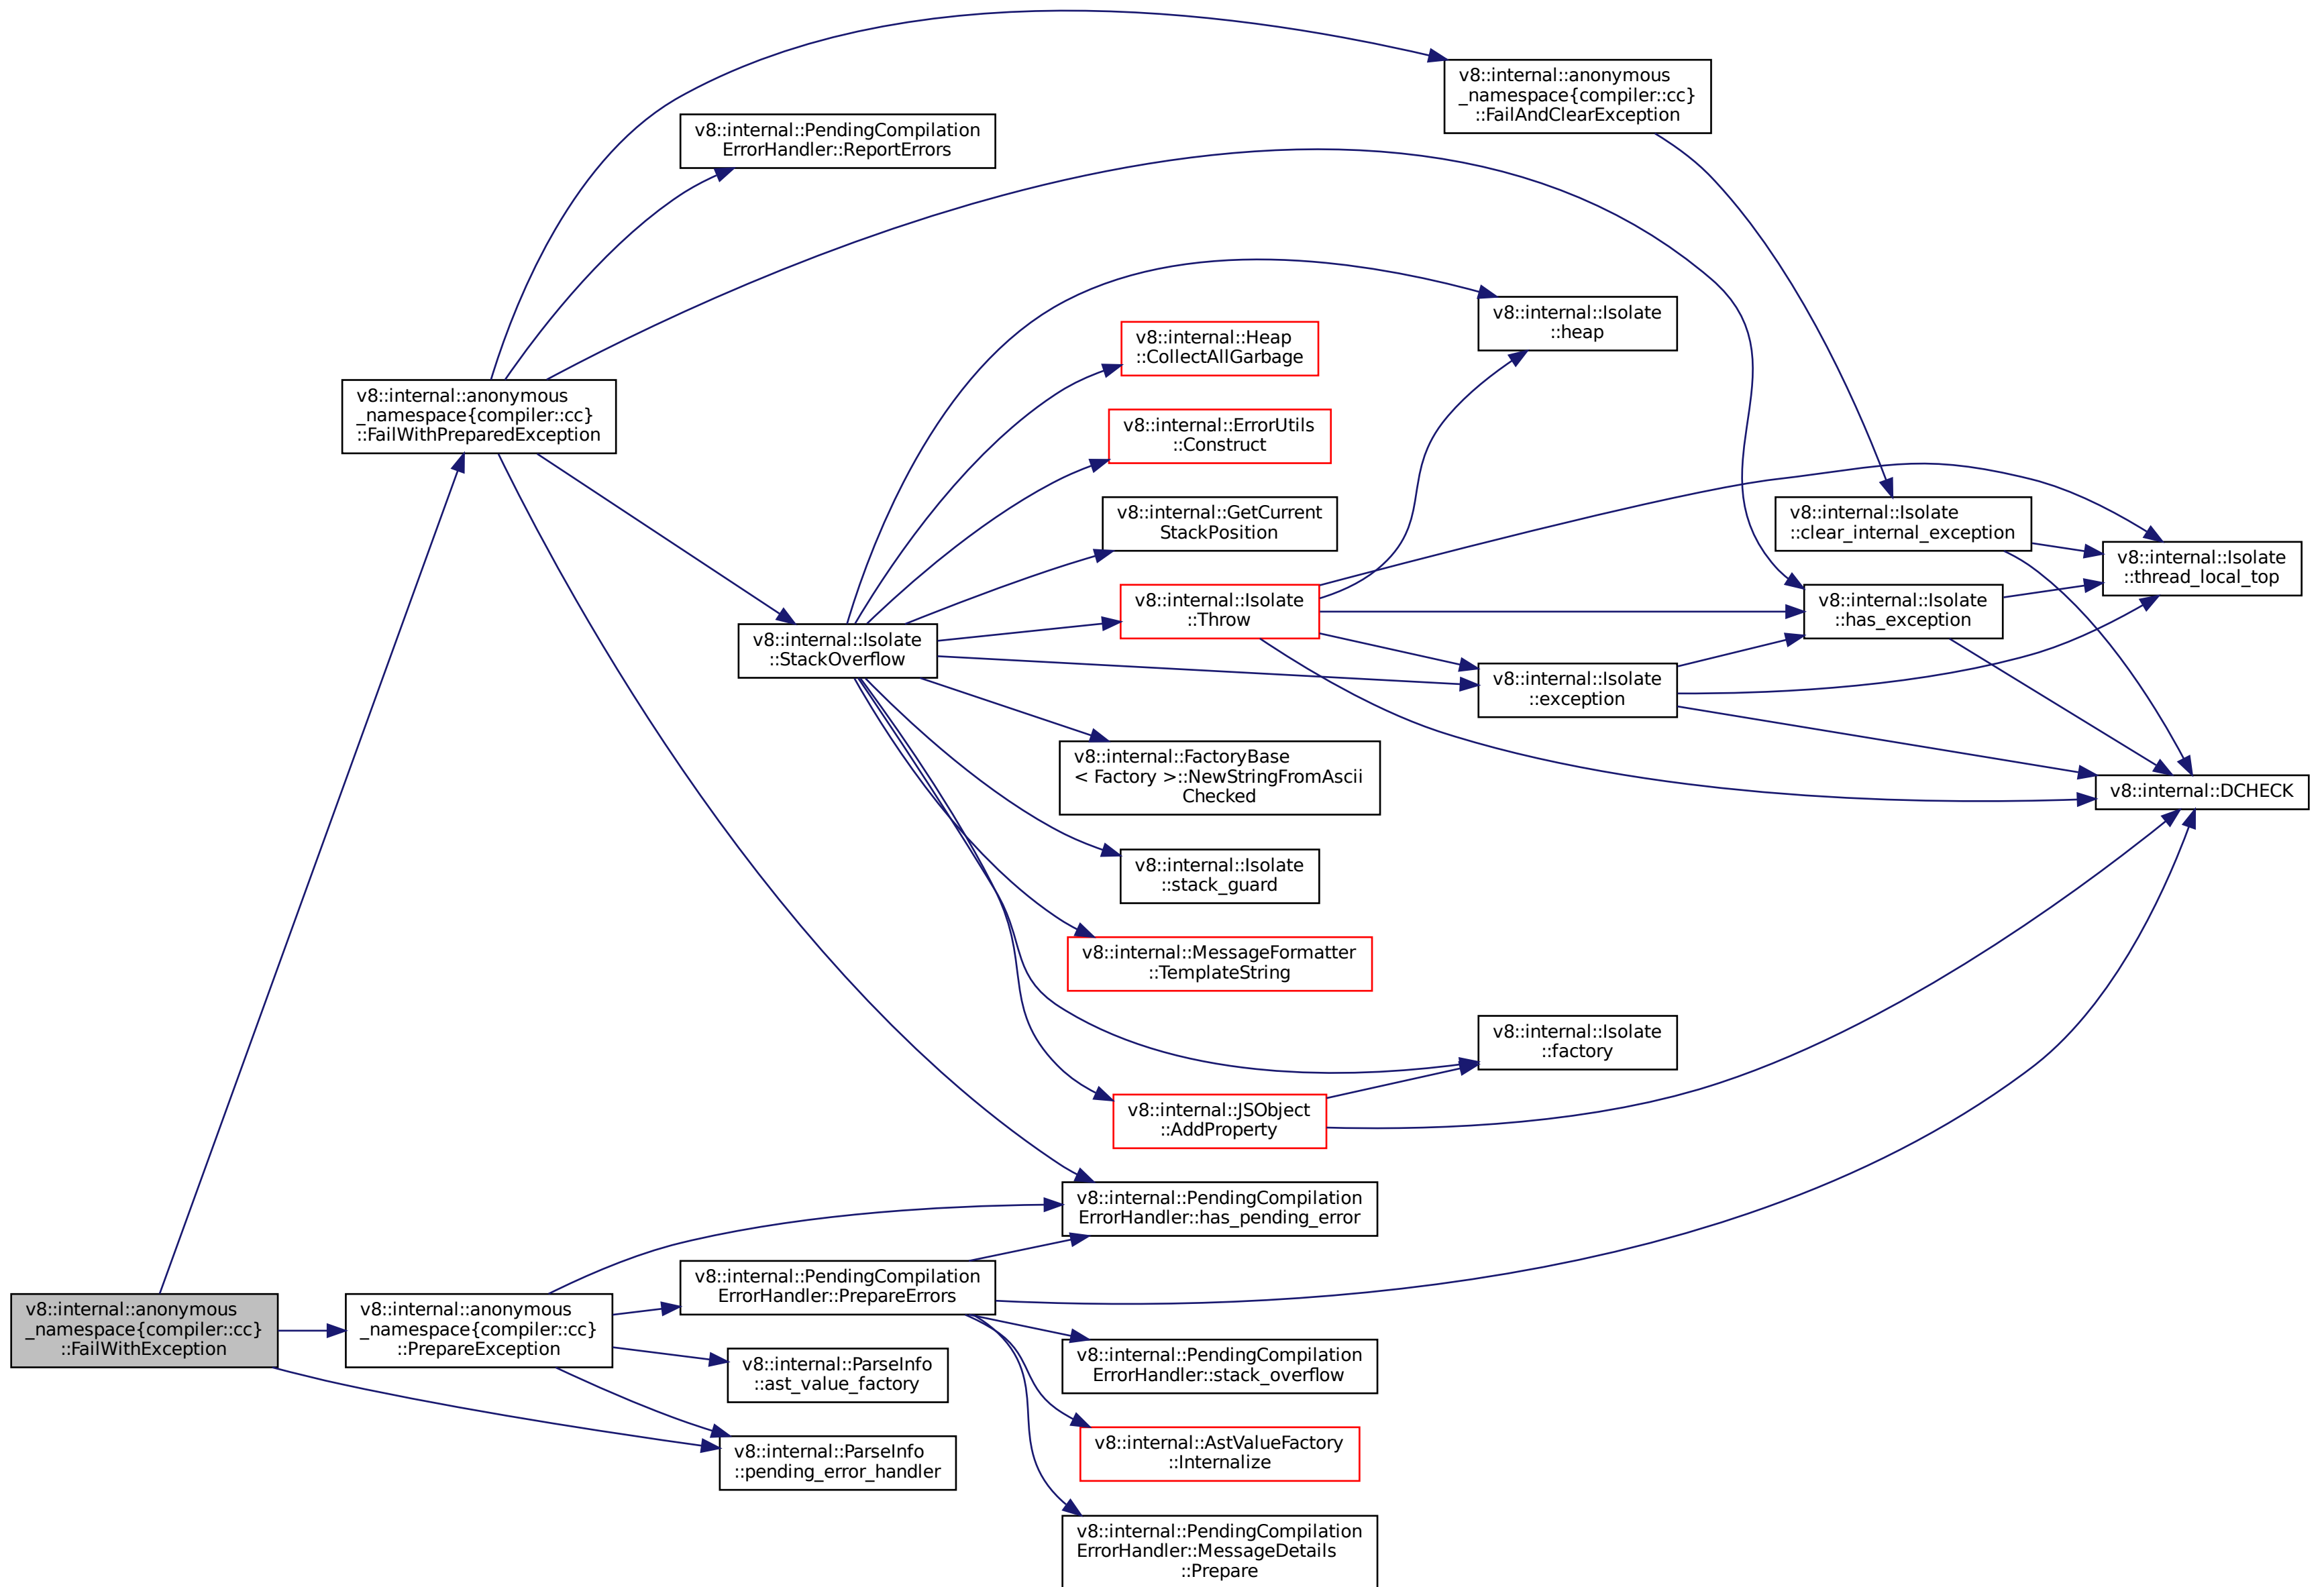 v8::internal::anonymous
_namespace{compiler::cc}
::FailAndClearException
v8::internal::PendingCompilation
ErrorHandler::ReportErrors
v8::internal::Isolate
::heap
v8::internal::Heap
::CollectAllGarbage
v8::internal::anonymous
_namespace{compiler::cc}
::FailWithPreparedException
v8::internal::ErrorUtils
::Construct
v8::internal::GetCurrent
StackPosition
v8::internal::Isolate
::clear_internal_exception
v8::internal::Isolate
::thread_local_top
v8::internal::Isolate
::Throw
v8::internal::Isolate
::has_exception
v8::internal::Isolate
::StackOverflow
v8::internal::Isolate
::exception
v8::internal::FactoryBase
< Factory >::NewStringFromAscii
Checked
v8::internal::DCHECK
v8::internal::Isolate
::stack_guard
v8::internal::MessageFormatter
::TemplateString
v8::internal::Isolate
::factory
v8::internal::JSObject
::AddProperty
v8::internal::PendingCompilation
ErrorHandler::has_pending_error
v8::internal::PendingCompilation
ErrorHandler::PrepareErrors
v8::internal::anonymous
_namespace{compiler::cc}
::FailWithException
v8::internal::anonymous
_namespace{compiler::cc}
::PrepareException
v8::internal::PendingCompilation
ErrorHandler::stack_overflow
v8::internal::ParseInfo
::ast_value_factory
v8::internal::AstValueFactory
::Internalize
v8::internal::ParseInfo
::pending_error_handler
v8::internal::PendingCompilation
ErrorHandler::MessageDetails
::Prepare